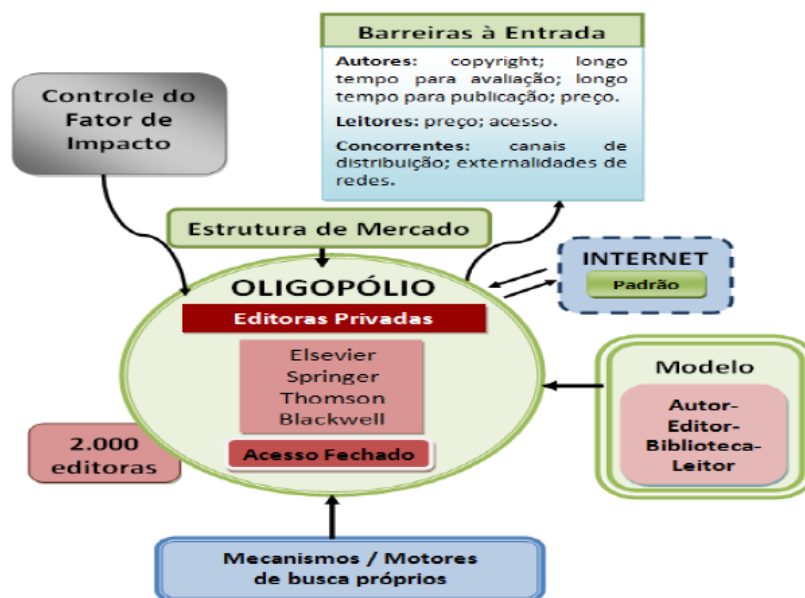 Barreiras à Entrada
Autores: copyright; longo
tempo para avaliação; longo
tempo para publicação; preço.
Leitores: preço; acesso.
Concorrentes: canais de
distribuição; externalidades de
redes.
Controle do
Fator de
Impacto
Estrutura de Mercado
INTERNET
Padrão
OLIGOPÓLIO
Editoras Privadas
Elsevier
Springer
Thomson
Blackwell
Acesso Fechado
Modelo
Autor-
Editor-
Biblioteca-
Leitor
2.000
editoras
Mecanismos / Motores
de busca próprios